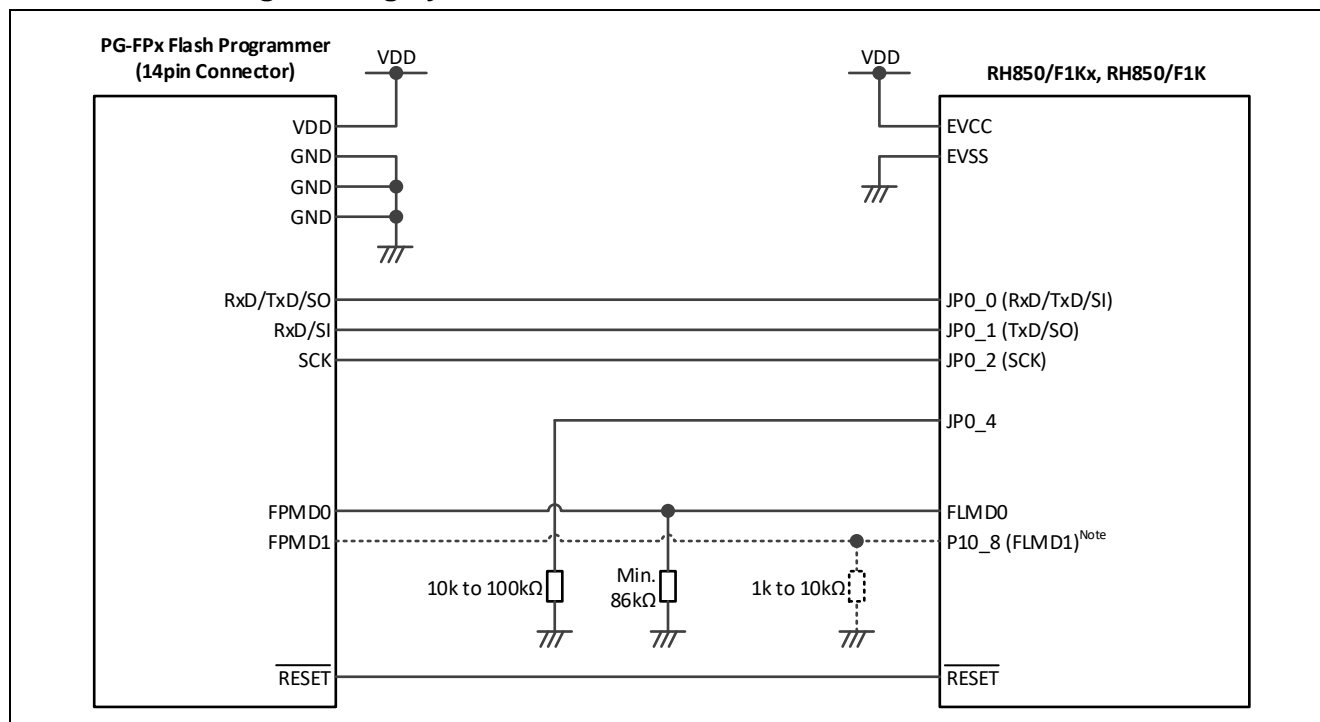 PG-FPx Flash Programmer
(14pin Connector)
VDD
VDD
RH850/F1Kx, RH850/F1K
VDD
GND
GND
GND
EVCC
EVSS
RxD/TxD/SO
RxD/SI
SCK
JP0_0 (RxD/TxD/SI)
JP0_1 (TxD/SO)
JP0_2 (SCK)
JP0_4
FPMD0
FPMD1
FLMD0
P10_8 (FLMD1)Note
10k to 100kΩ
Min.
86kΩ
1k to 10kΩ
RESET
RESET